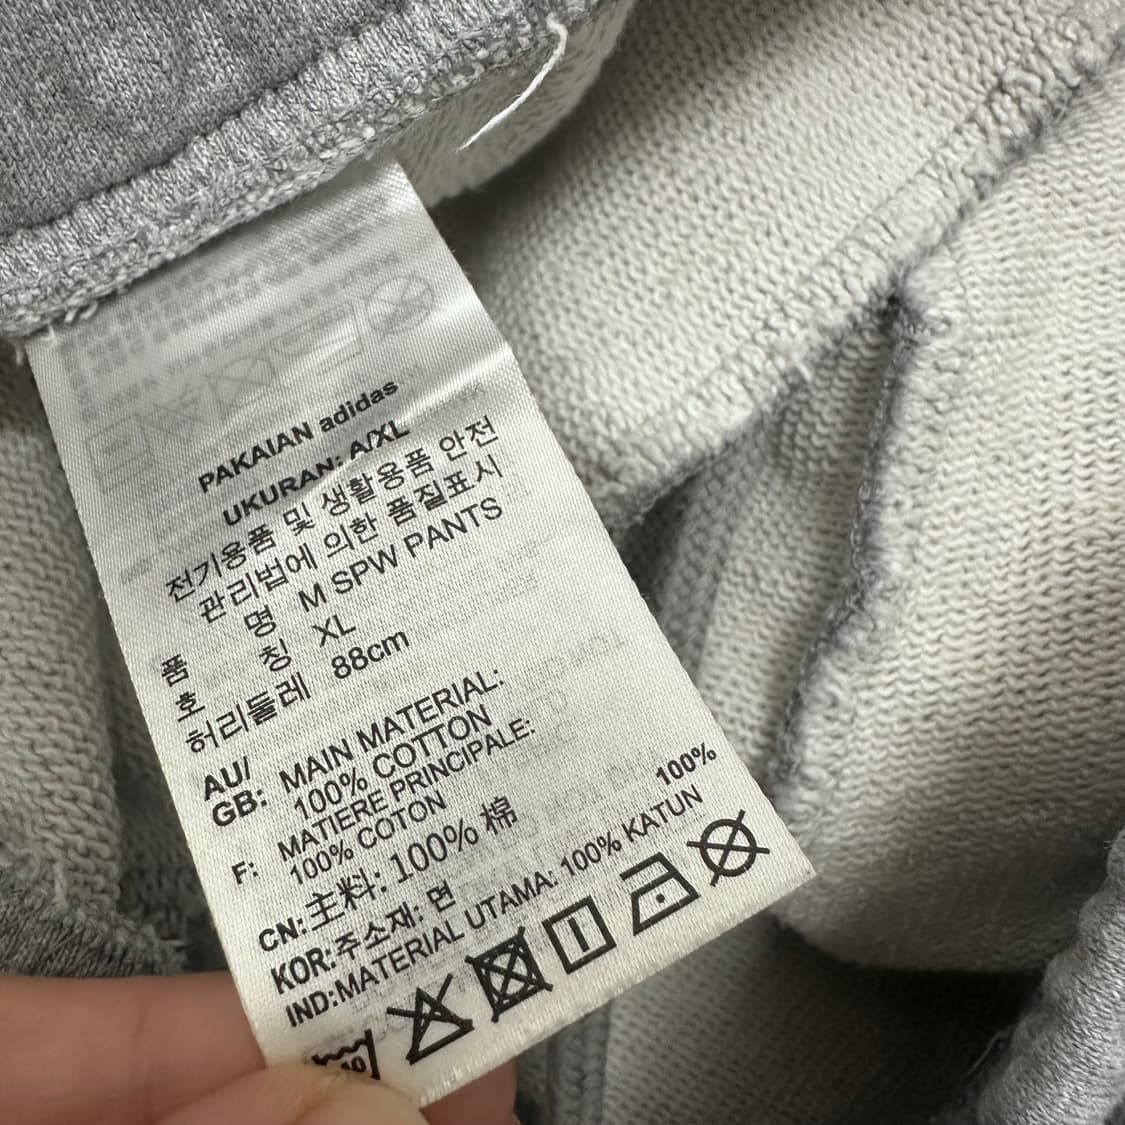 PAKAIAN adidas
UKURAN: A/XL
전기용품 및 생활용품 안전
관리법에 의한 품질표시
품 명 M SPW PANTS
호 칭 XL
허리둘레 88cm
AU/
GB: MAIN MATERIAL:
100% COTTON
F: MATIERE PRINCIPALE:
100% COTON
CN: 主料: 100% 棉
KOR: 주소재: 면 100%
IND: MATERIAL UTAMA: 100% KATUN
40